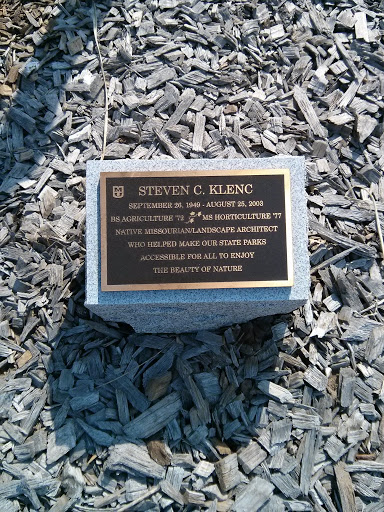 STEVEN C. KLENC
SEPTEMBER 26, 1949 - AUGUST 25, 2003
BS AGRICULTURE '72 MS HORTICULTURE '77
NATIVE MISSOURIAN/LANDSCAPE ARCHITECT
WHO HELPED MAKE OUR STATE PARKS
ACCESSIBLE FOR ALL TO ENJOY
THE BEAUTY OF NATURE